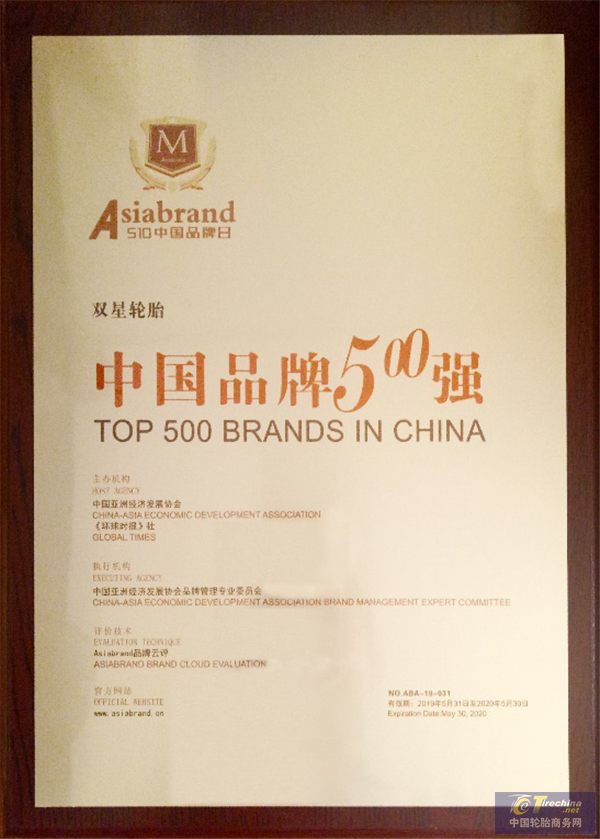 M
Asiabrand
510中国品牌日
双星轮胎
中国品牌500强
TOP 500 BRANDS IN CHINA
主办机构
HOST AGENCY
中国亚洲经济发展协会
CHINA-ASIA ECONOMIC DEVELOPMENT ASSOCIATION
《环球时报》社
GLOBAL TIMES
执行机构
EXECUTING AGENCY
中国亚洲经济发展协会品牌管理专业委员会
CHINA-ASIA ECONOMIC DEVELOPMENT ASSOCIATION BRAND MANAGEMENT EXPERT COMMITTEE
评价技术
EVALUATION TECHNIQUE
Asiabrand品牌云评
ASIABRAND BRAND CLOUD EVALUATION
官方网站
OFFICIAL WEBSITE
www.asiabrand.cn
NO.ABA-19-031
有效期：2019年5月31日至2020年5月30日
Expiration Date:May 30, 2020
Tirechina.net
中国轮胎商务网